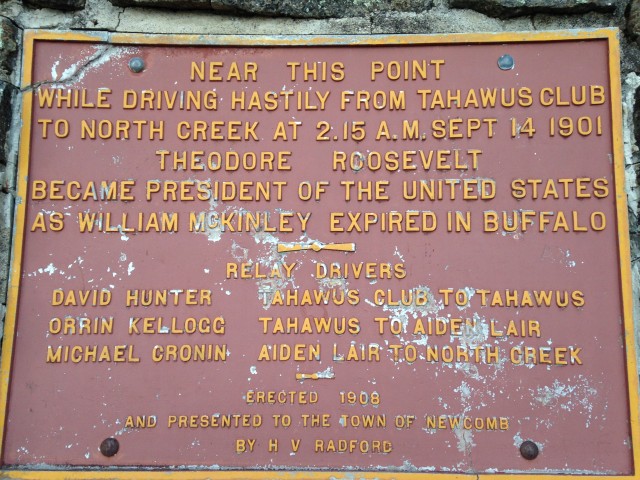 NEAR THIS POINT
WHILE DRIVING HASTILY FROM TAHAWUS CLUB
TO NORTH CREEK AT 2.15 A.M. SEPT 14 1901
THEODORE ROOSEVELT
BECAME PRESIDENT OF THE UNITED STATES
AS WILLIAM McKINLEY EXPIRED IN BUFFALO
RELAY DRIVERS
DAVID HUNTER TAHAWUS CLUB TO TAHAWUS
ORRIN KELLOGG TAHAWUS TO AIDEN LAIR
MICHAEL CRONIN AIDEN LAIR TO NORTH CREEK
ERECTED 1908
AND PRESENTED TO THE TOWN OF NEWCOMB
BY H V RADFORD